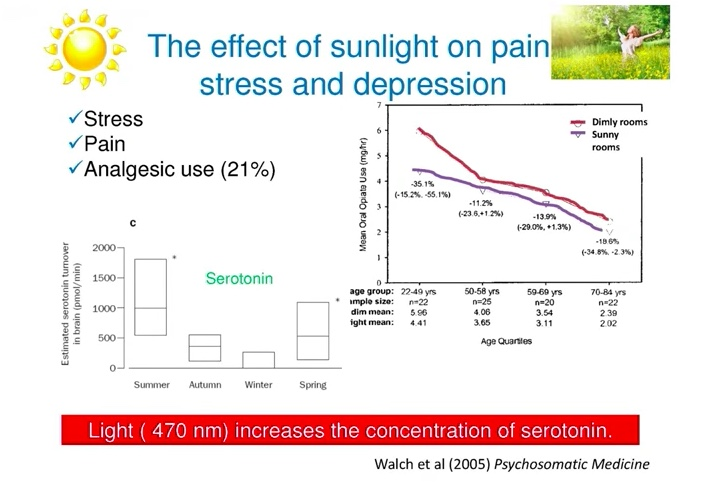 The effect of sunlight on pain
stress and depression
✓Stress
✓Pain
✓Analgesic use (21%)
c
Estimated serotonin turnover
in brain (pmol/min)
2000
1500
1000
500
0
*
*
Serotonin
Summer Autumn Winter Spring
Mean Oral Opiate Use (mg/hr)
7
6
5
4
3
2
1
0
Dimly rooms
Sunny
rooms
-35.1%
(-15.2%, -55.1%)
-11.2%
(-23.6,+1.2%)
-13.9%
(-29.0%, +1.3%)
-18.6%
(-34.8%, -2.3%)
age group: 22-49 yrs 50-58 yrs 59-69 yrs 70-84 yrs
ample size: n=22 n=25 n=20 n=22
dim mean: 5.96 4.06 3.54 2.39
ight mean: 4.41 3.65 3.11 2.02
Age Quartiles
Light ( 470 nm) increases the concentration of serotonin.
Walch et al (2005) Psychosomatic Medicine